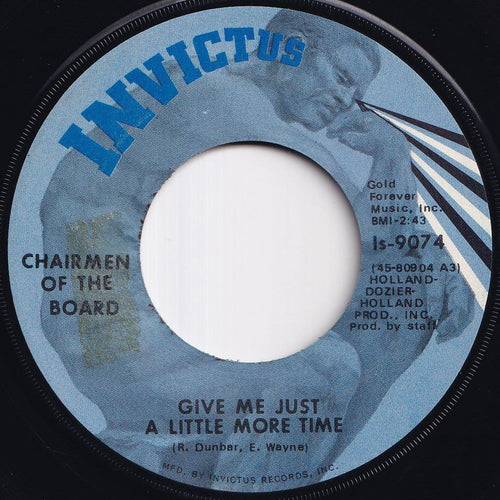 INVICTUS
Gold
Forever
Music, Inc.
BMI-2:43
Is-9074
(45-80904 A3)
HOLLAND-
DOZIER-
HOLLAND
PROD., INC.
Prod. by staff
CHAIRMEN
OF THE
BOARD
GIVE ME JUST
A LITTLE MORE TIME
(R. Dunbar, E. Wayne)
MFD. BY INVICTUS RECORDS, INC.